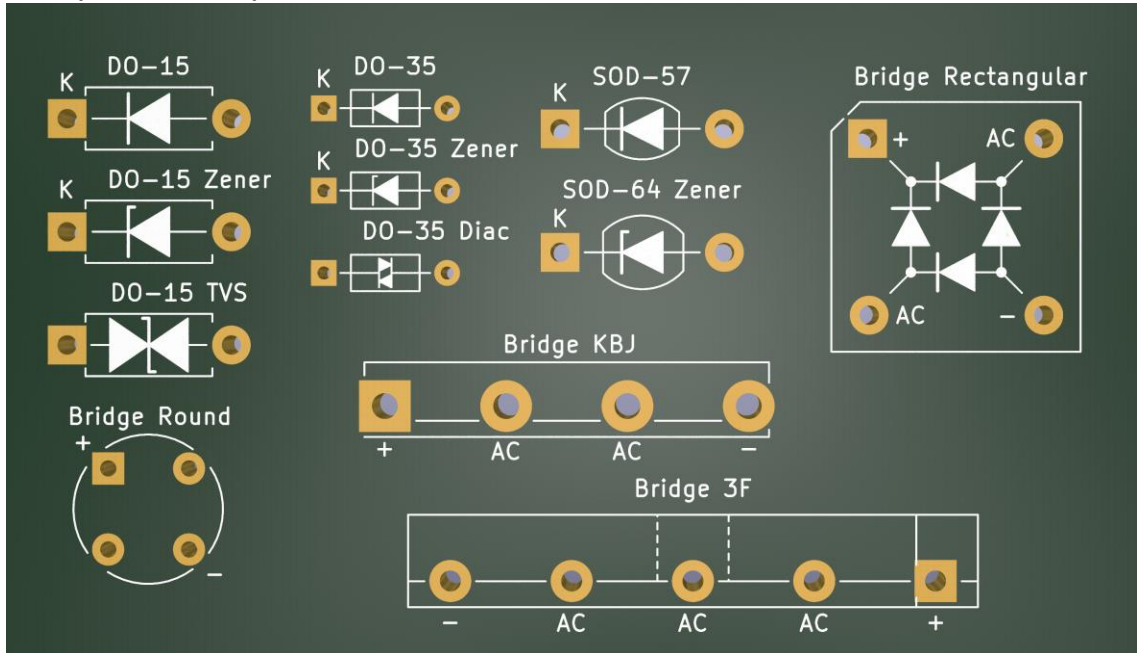 DO-15
K
DO-15 Zener
K
DO-15 TVS
Bridge Round
+
−
DO-35
K
DO-35 Zener
K
DO-35 Diac
SOD-57
K
SOD-64 Zener
K
Bridge Rectangular
+ AC
AC −
Bridge KBJ
+ AC AC −
Bridge 3F
− AC AC AC +